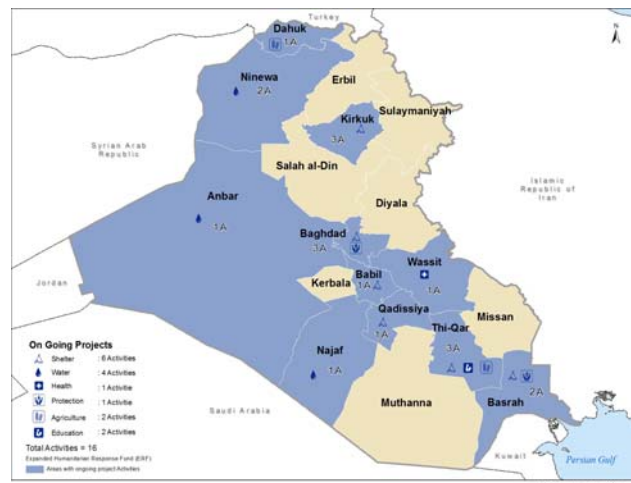 Turkey
N
Dahuk
1A
Ninewa
2A
Erbil
Sulaymaniyah
Kirkuk
3A
Syrian Arab
Republic
Salah al-Din
Islamic
Republic of
Iran
Anbar
1A
Diyala
Baghdad
3A
Wassit
1A
Babil
1A
Kerbala
Jordan
Qadissiya
1A
Missan
Thi-Qar
3A
Najaf
1A
Basrah
2A
Muthanna
Saudi Arabia
Kuwait
Persian Gulf
On Going Projects
Shelter : 6 Activities
Water : 4 Activities
Health : 1 Activity
Protection : 1 Activity
Agriculture : 2 Activities
Education : 2 Activities
Total Activities = 16
Expanded Humanitarian Response Fund (ERF)
Areas with ongoing project Activities